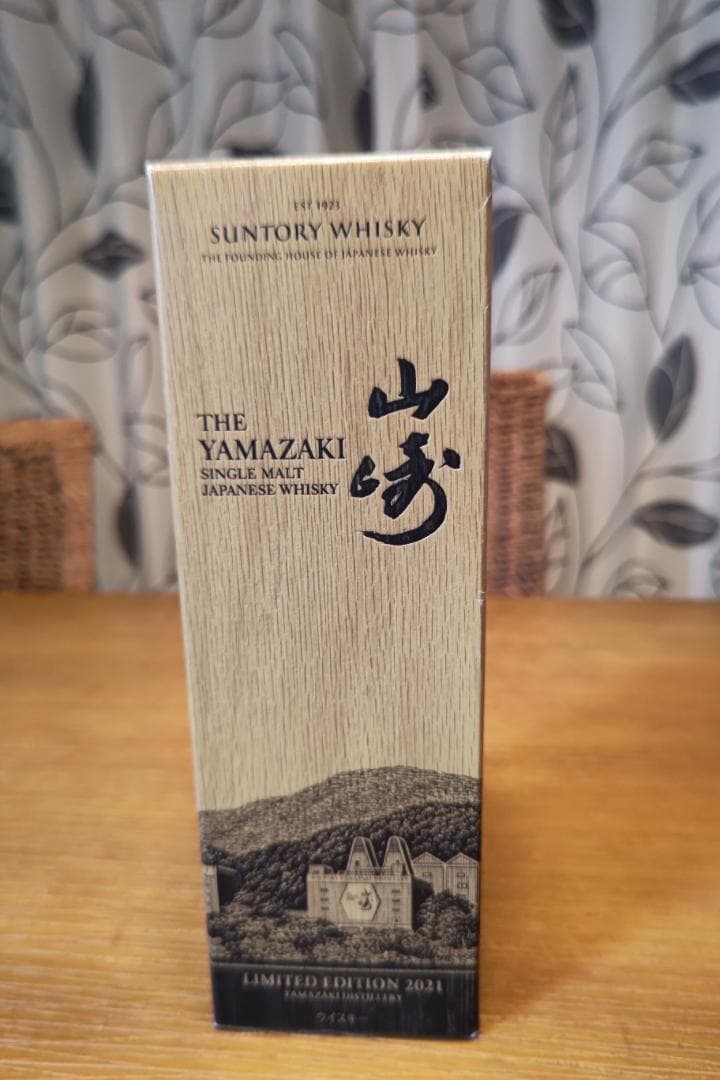 EST 1923
SUNTORY WHISKY
THE FOUNDING HOUSE OF JAPANESE WHISKY
山崎
THE
YAMAZAKI
SINGLE MALT
JAPANESE WHISKY
LIMITED EDITION 2021
YAMAZAKI DISTILLERY
ウイスキー